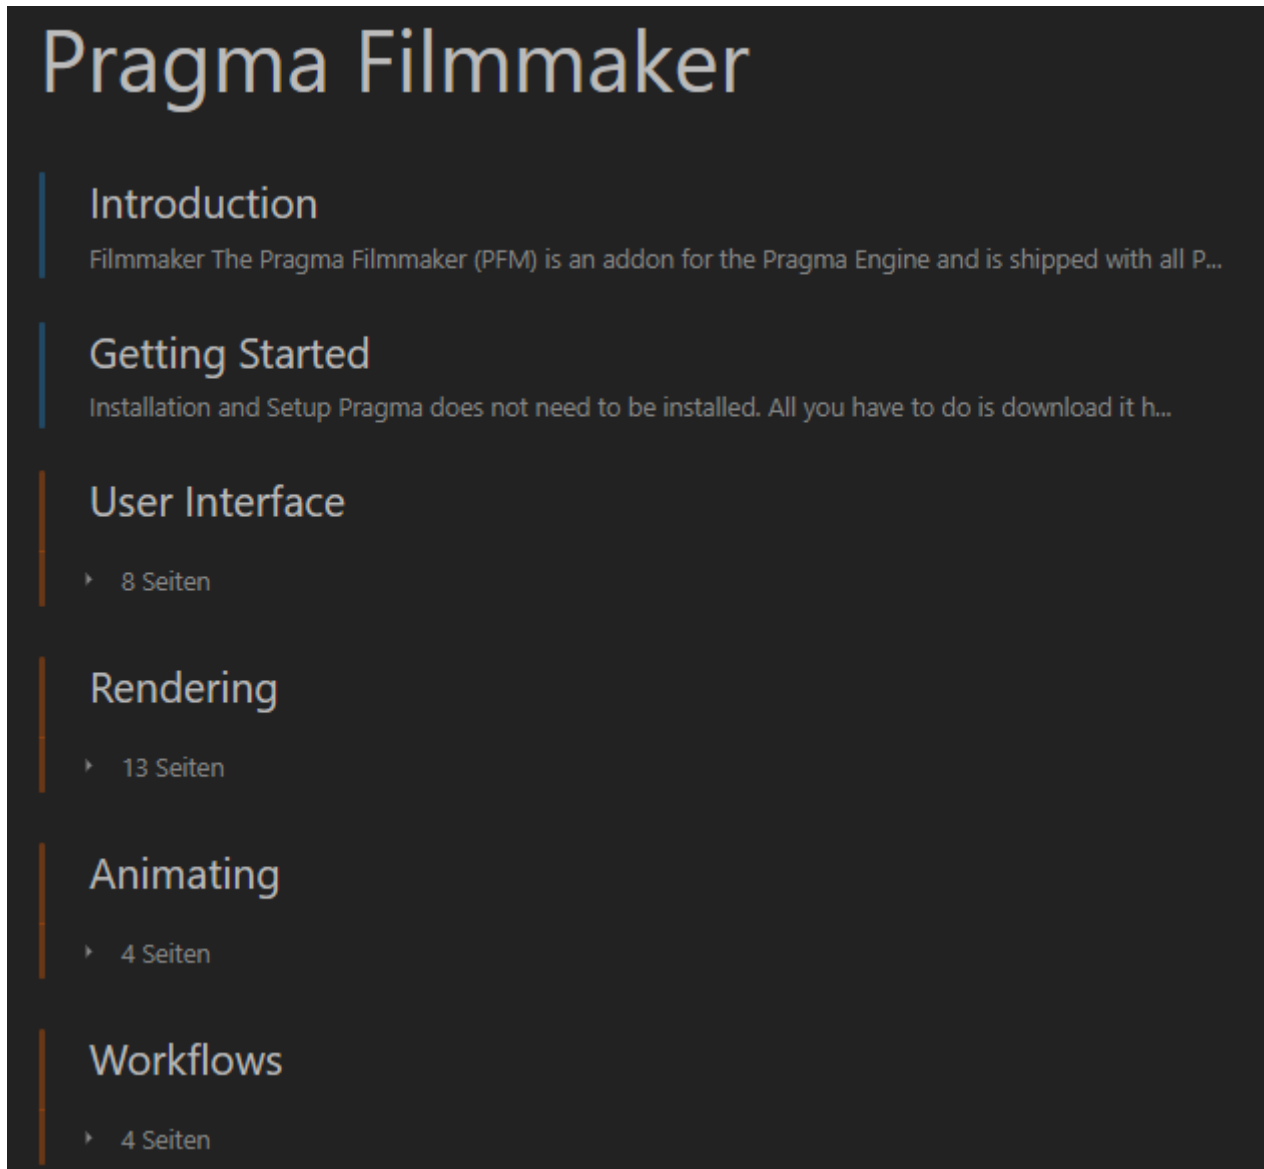 Pragma Filmmaker
Introduction
Filmmaker The Pragma Filmmaker (PFM) is an addon for the Pragma Engine and is shipped with all P...
Getting Started
Installation and Setup Pragma does not need to be installed. All you have to do is download it h...
User Interface
8 Seiten
Rendering
13 Seiten
Animating
4 Seiten
Workflows
4 Seiten